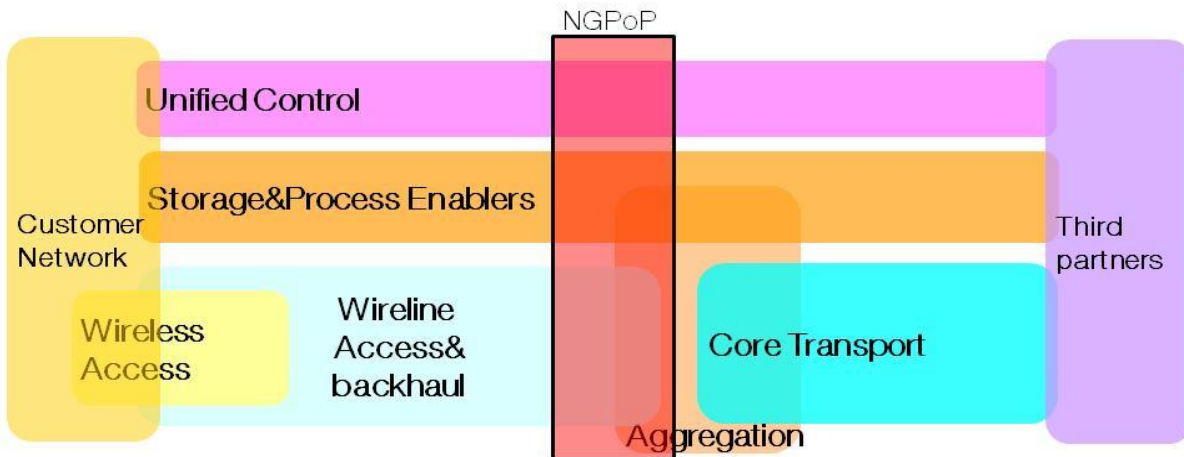 NGPoP
Unified Control
Storage&Process Enablers
Customer
Network
Third
partners
Wireless
Access
Wireline
Access&
backhaul
Core Transport
Aggregation